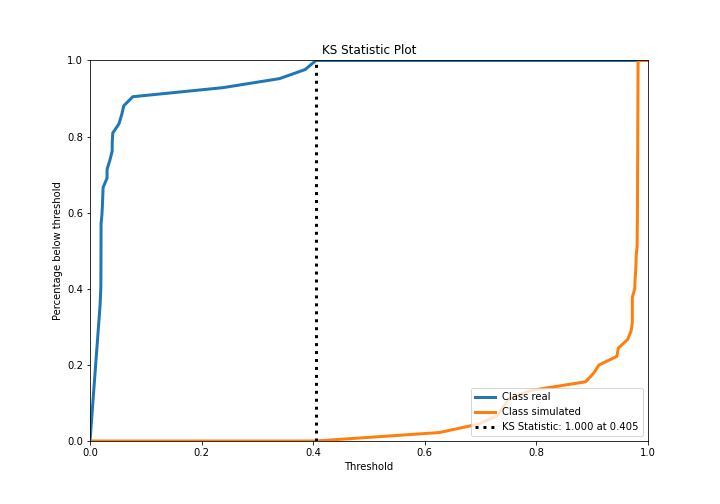 KS Statistic Plot
1.0
0.8
0.6
0.4
0.2
0.0
Percentage below threshold
0.0 0.2 0.4 0.6 0.8 1.0
Threshold
Class real
Class simulated
KS Statistic: 1.000 at 0.405